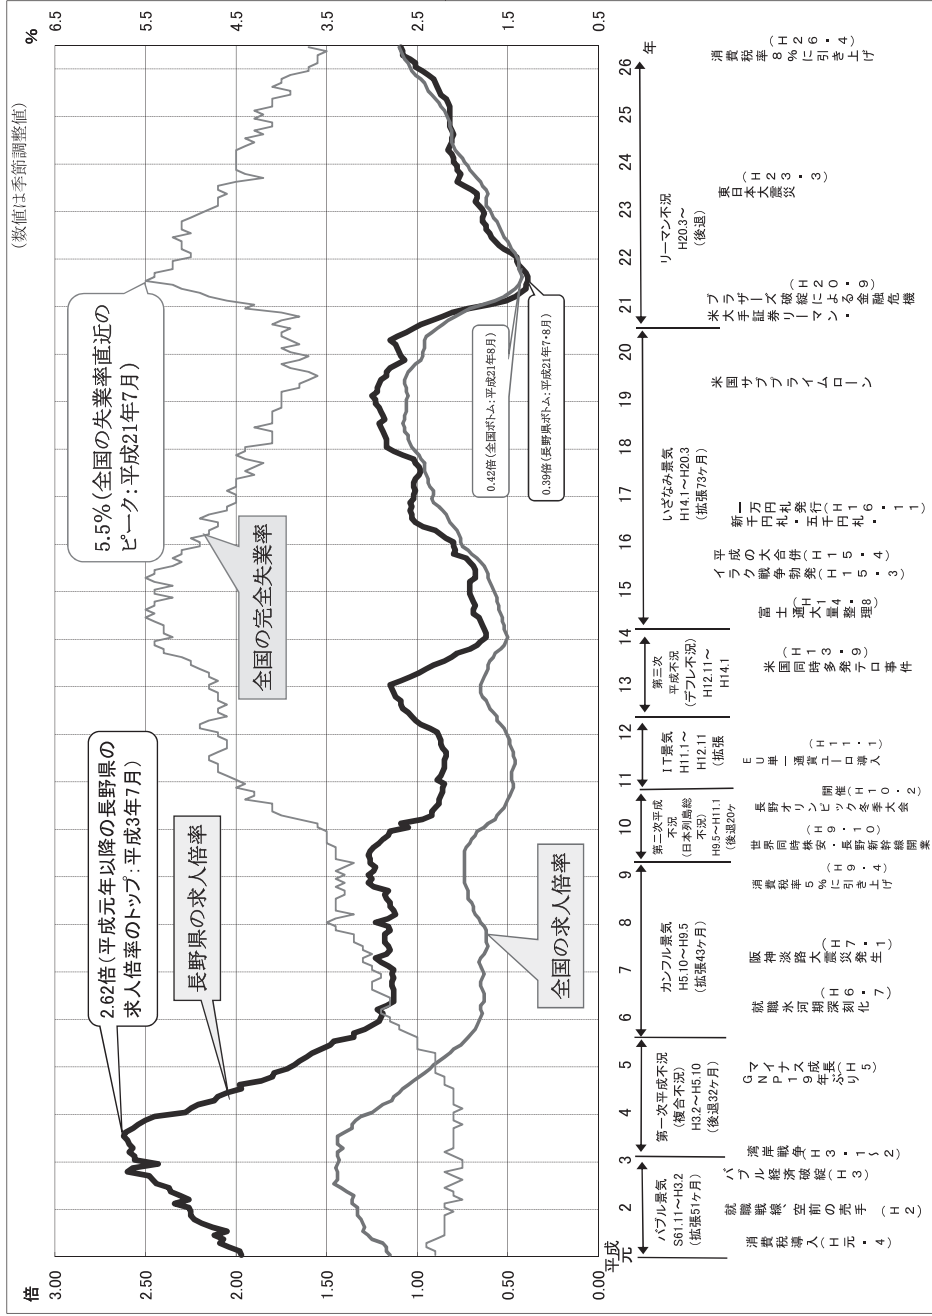 (数値は季節調整値)
倍
%
3.00
2.50
2.00
1.50
1.00
0.50
0.00
6.5
5.5
4.5
3.5
2.5
1.5
0.5
2.62倍(平成元年以降の長野県の
求人倍率のトップ:平成3年7月)
5.5%(全国の失業率直近の
ピーク:平成21年7月)
長野県の求人倍率
全国の完全失業率
全国の求人倍率
0.42倍(全国ボトム:平成21年8月)
0.39倍(長野県ボトム:平成21年7・8月)
平成
元
2
3
4
5
6
7
8
9
10
11
12
13
14
15
16
17
18
19
20
21
22
23
24
25
26
年
バブル景気
S61.11～H3.2
(拡張51ヶ月)
第一次平成不況
(複合不況)
H3.2～H5.10
(後退32ヶ月)
カンフル景気
H5.10～H9.5
(拡張43ヶ月)
第二次平成
不況
(日本列島総
不況)
H9.5～H11.1
(後退20ヶ
IT景気
H11.1～
H12.11
(拡張
第三次
平成不況
(デフレ不況)
H12.11～
H14.1
いざなみ景気
H14.1～H20.3
(拡張73ヶ月)
リーマン不況
H20.3～
(後退)
消費税導入(H元・4)
就職戦線、空前の売手(H2)
バブル経済破綻(H3)
湾岸戦争(H3・1～2)
GNP19年ぶり
マイナス成長(H5)
就職氷河期深刻化
(H6・7)
阪神淡路大震災発生
(H7・1)
消費税率5%に引き上げ
(H9・4)
世界同時株安・長野新幹線開業
(H9・10)
長野オリンピック冬季大会
開催(H10・2)
EU単一通貨ユーロ導入
(H11・1)
米国同時多発テロ事件
(H13・9)
富士通大量整理
(H14・8)
イラク戦争勃発(H15・3)
平成の大合併(H15・4)
新一万円札発行(H16・11)
千円札・五千円札・
米国サブプライムローン
米大手証券リーマン・
ブラザーズ破綻による金融危機
(H20・9)
東日本大震災
(H23・3)
消費税率8%に引き上げ
(H26・4)